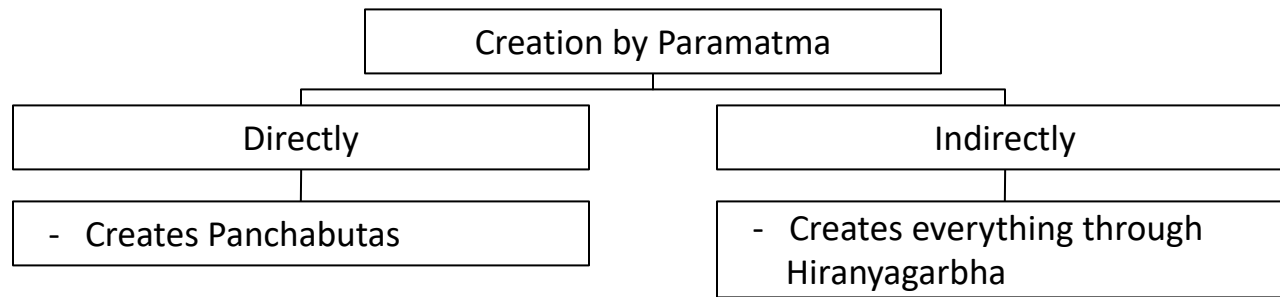 Creation by Paramatma
Directly
Indirectly
- Creates Panchabutas
- Creates everything through
Hiranyagarbha